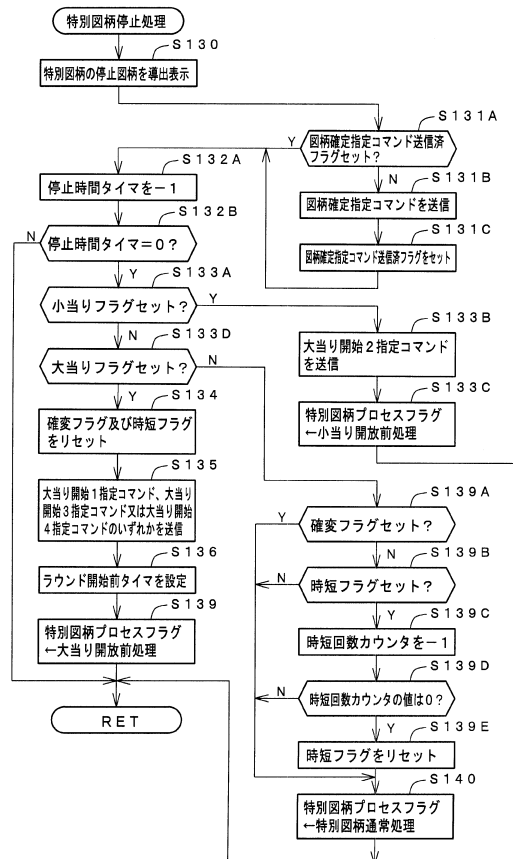 特別図柄停止処理
S130
特別図柄の停止図柄を導出表示
S131A
図柄確定指定コマンド送信済
フラグセット?
Y
N
S131B
図柄確定指定コマンドを送信
S131C
図柄確定指定コマンド送信済フラグをセット
S132A
停止時間タイマを−1
S132B
停止時間タイマ=0?
N
Y
S133A
小当りフラグセット?
Y
N
S133B
大当り開始2指定コマンド
を送信
S133C
特別図柄プロセスフラグ
←小当り開放前処理
S133D
大当りフラグセット?
N
Y
S134
確変フラグ及び時短フラグ
をリセット
S135
大当り開始1指定コマンド、大当り
開始3指定コマンド又は大当り開始
4指定コマンドのいずれかを送信
S136
ラウンド開始前タイマを設定
S139
特別図柄プロセスフラグ
←大当り開放前処理
RET
S139A
確変フラグセット?
Y
N
S139B
時短フラグセット?
N
Y
S139C
時短回数カウンタを−1
S139D
時短回数カウンタの値は0?
N
Y
S139E
時短フラグをリセット
S140
特別図柄プロセスフラグ
←特別図柄通常処理